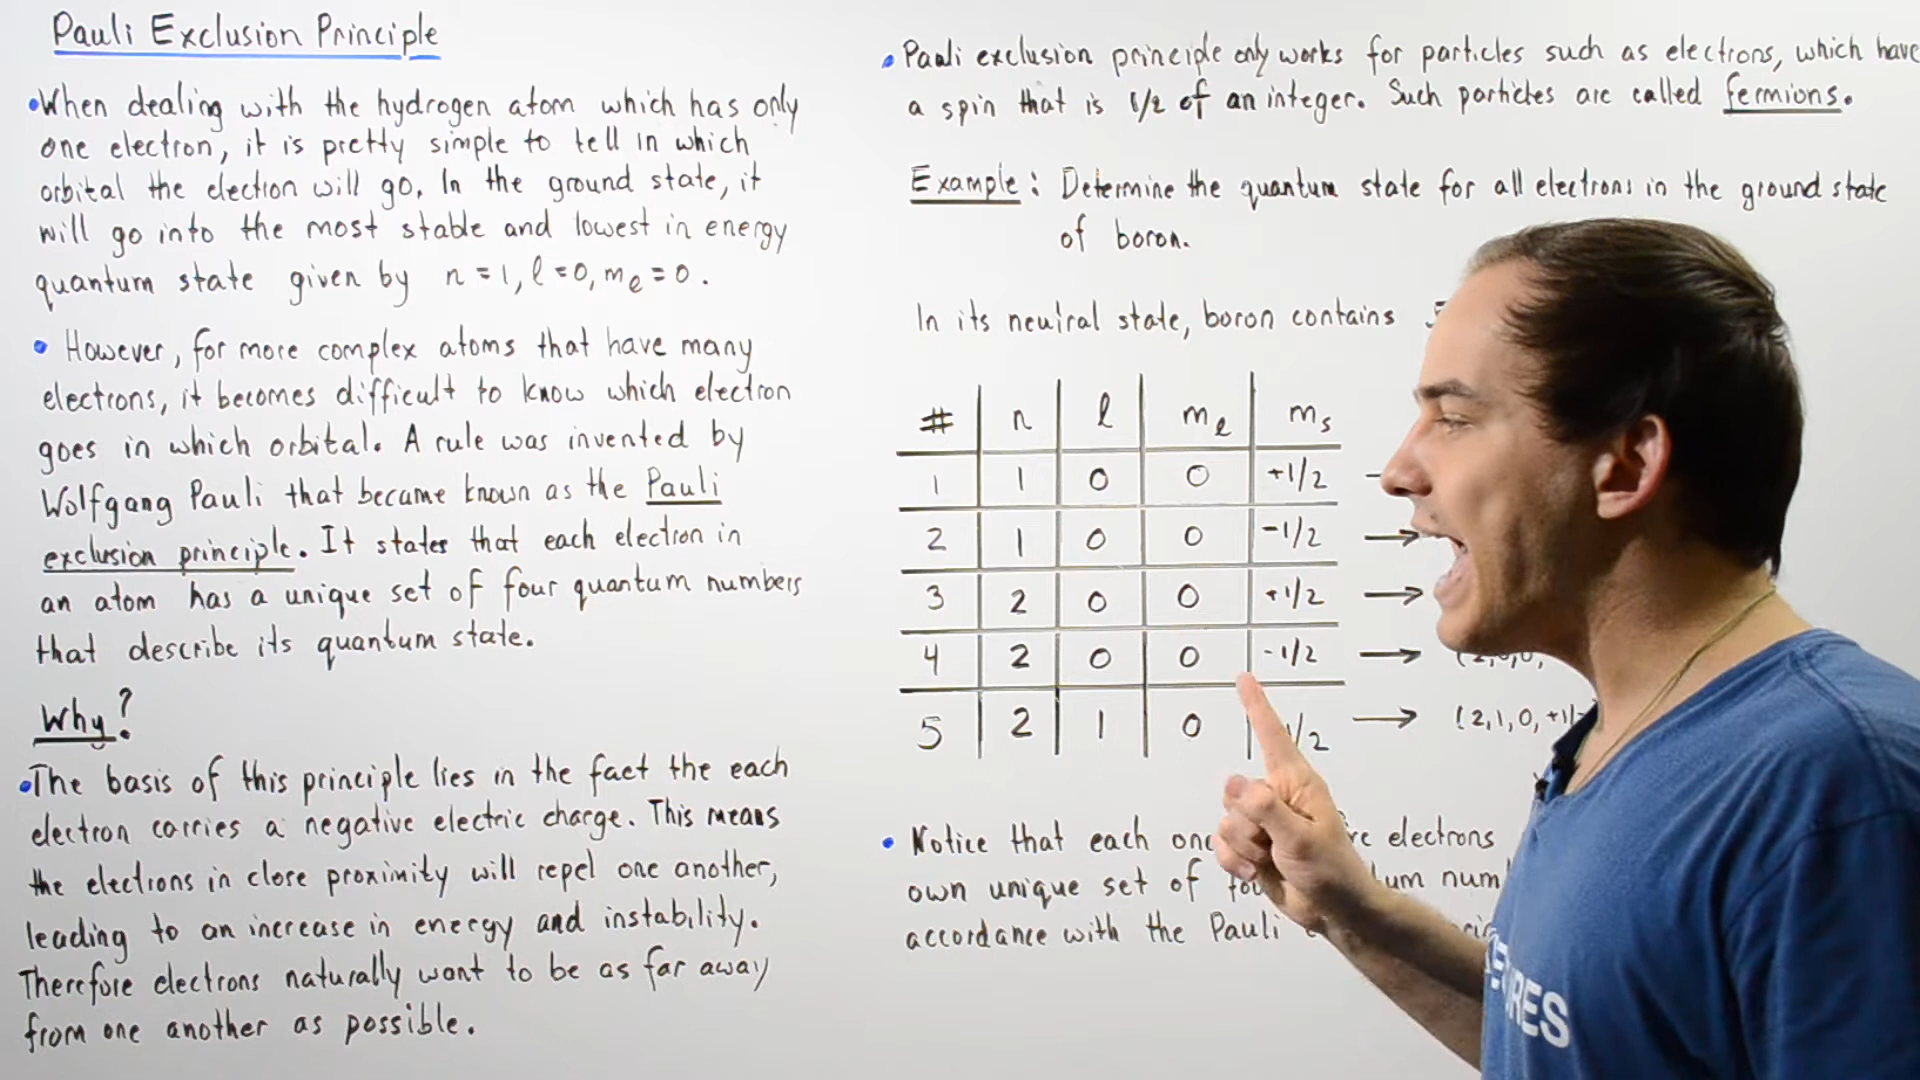 Pauli Exclusion Principle
•When dealing with the hydrogen atom which has only
one electron, it is pretty simple to tell in which
orbital the electron will go. In the ground state, it
will go into the most stable and lowest in energy
quantum state given by n=1, ℓ=0, mℓ=0.
• However, for more complex atoms that have many
electrons, it becomes difficult to know which electron
goes in which orbital. A rule was invented by
Wolfgang Pauli that became known as the Pauli
exclusion principle. It states that each electron in
an atom has a unique set of four quantum numbers
that describe its quantum state.
Why?
•The basis of this principle lies in the fact the each
electron carries a negative electric charge. This means
the electrons in close proximity will repel one another,
leading to an increase in energy and instability.
Therefore electrons naturally want to be as far away
from one another as possible.
• Pauli exclusion principle only works for particles such as electrons, which have
a spin that is 1/2 of an integer. Such particles are called fermions.
Example: Determine the quantum state for all electrons in the ground state
of boron.
In its neutral state, boron contains
# n ℓ mℓ ms
1 1 0 0 +1/2
2 1 0 0 -1/2 →
3 2 0 0 +1/2 →
4 2 0 0 -1/2 → (2,0,0,
5 2 1 0 1/2 → (2,1,0,+1/
• Notice that each electrons
own unique set of
accordance with the Pauli